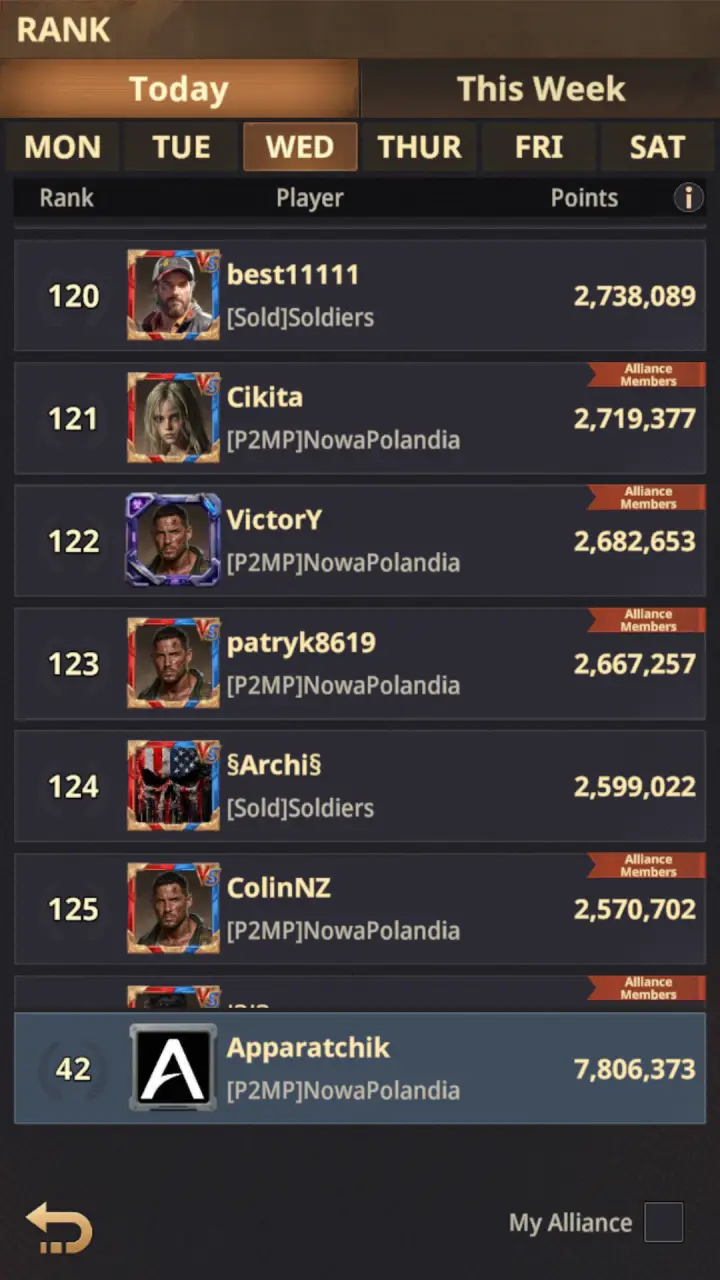 RANK
Today
This Week
MON TUE WED THUR FRI SAT
Rank Player Points
120 best11111 2,738,089
[Sold]Soldiers
Alliance Members
121 Cikita 2,719,377
[P2MP]NowaPolandia
Alliance Members
122 VictorY 2,682,653
[P2MP]NowaPolandia
Alliance Members
123 patryk8619 2,667,257
[P2MP]NowaPolandia
124 §Archi§ 2,599,022
[Sold]Soldiers
Alliance Members
125 ColinNZ 2,570,702
[P2MP]NowaPolandia
Alliance Members
42 Apparatchik 7,806,373
[P2MP]NowaPolandia
My Alliance